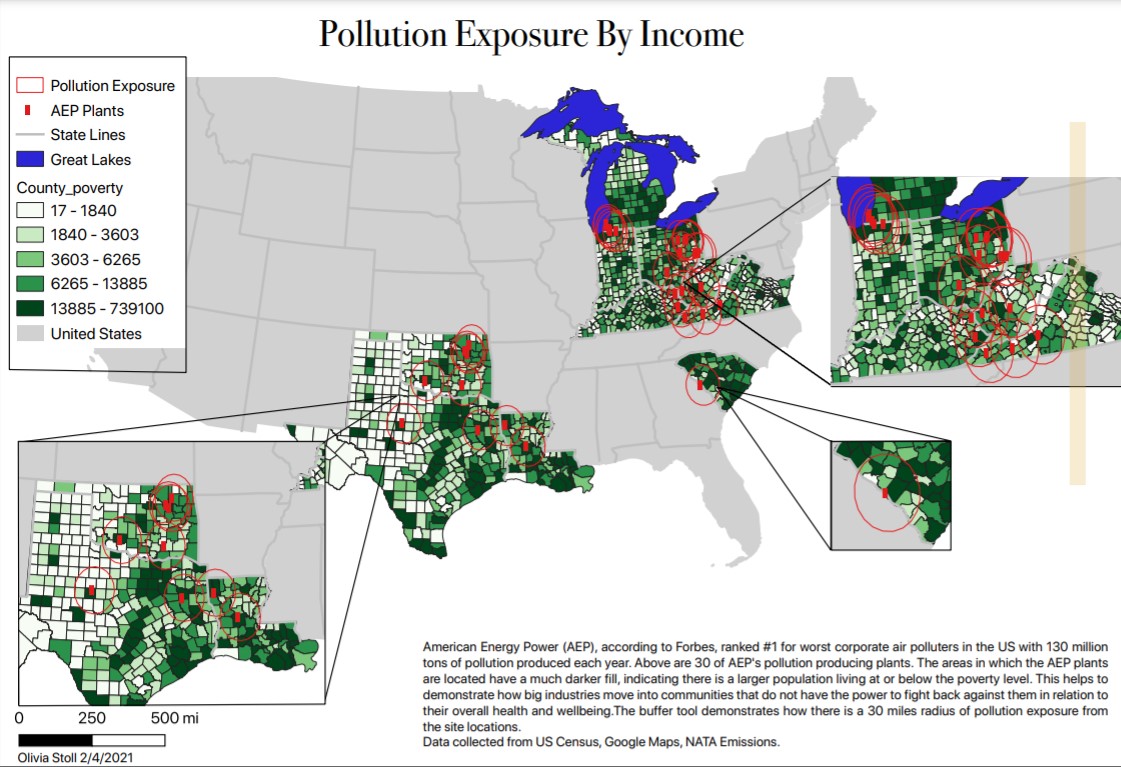 Pollution Exposure By Income
Pollution Exposure
AEP Plants
State Lines
Great Lakes
County_poverty
17 - 1840
1840 - 3603
3603 - 6265
6265 - 13885
13885 - 739100
United States
American Energy Power (AEP), according to Forbes, ranked #1 for worst corporate air polluters in the US with 130 million
tons of pollution produced each year. Above are 30 of AEP's pollution producing plants. The areas in which the AEP plants
are located have a much darker fill, indicating there is a larger population living at or below the poverty level. This helps to
demonstrate how big industries move into communities that do not have the power to fight back against them in relation to
their overall health and wellbeing.The buffer tool demonstrates how there is a 30 miles radius of pollution exposure from
the site locations.
Data collected from US Census, Google Maps, NATA Emissions.
0 250 500 mi
Olivia Stoll 2/4/2021